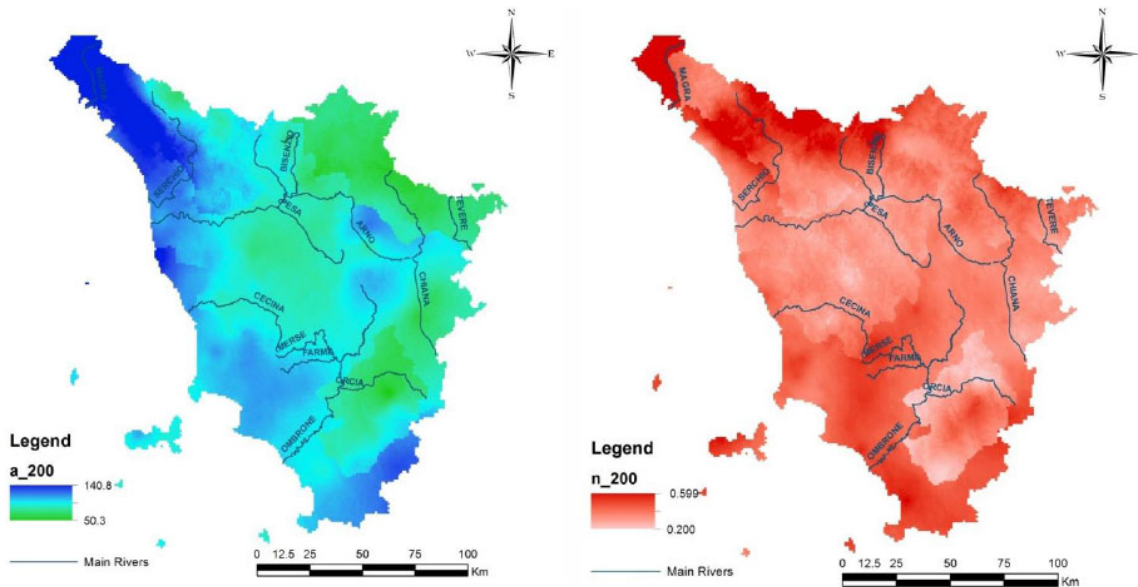 N
W E
S
MAGRA
SERCHIO
BISENZIO
PESA
ARNO
TEVERE
CHIANA
CECINA
MERSE
FARME
ORCIA
OMBRONE
Legend
a_200
140.8
50.3
Main Rivers
0 12.5 25 50 75 100
Km
N
W E
S
MAGRA
SERCHIO
BISENZIO
PESA
ARNO
TEVERE
CHIANA
CECINA
MERSE
FARME
ORCIA
OMBRONE
Legend
n_200
0.599
0.200
Main Rivers
0 12.5 25 50 75 100
Km